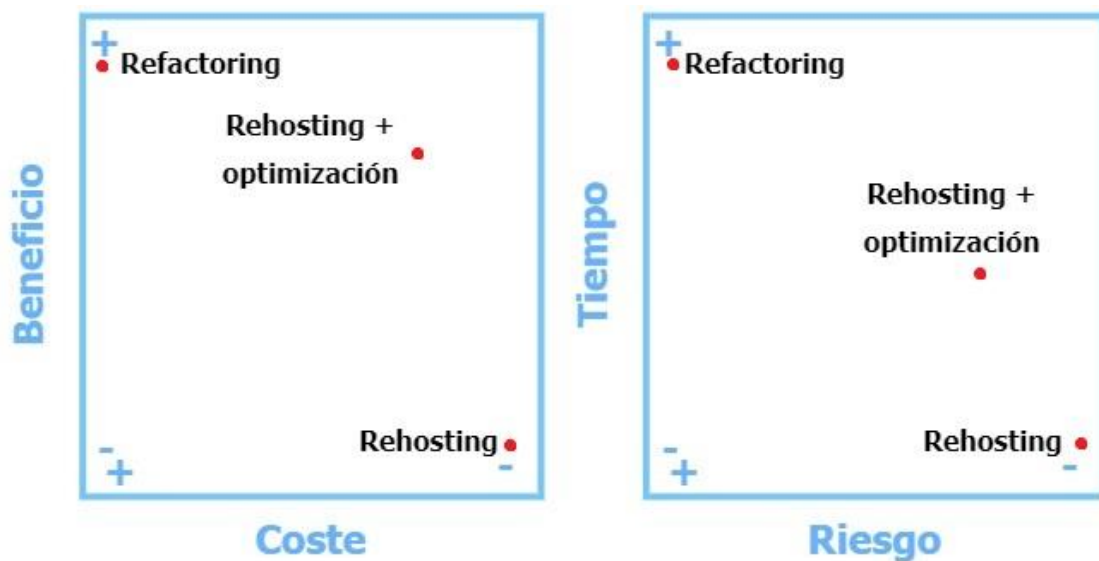 +
Refactoring
Rehosting +
optimización
Beneficio
Rehosting
-
+
-
Coste
+
Refactoring
Rehosting +
optimización
Tiempo
Rehosting
-
+
-
Riesgo